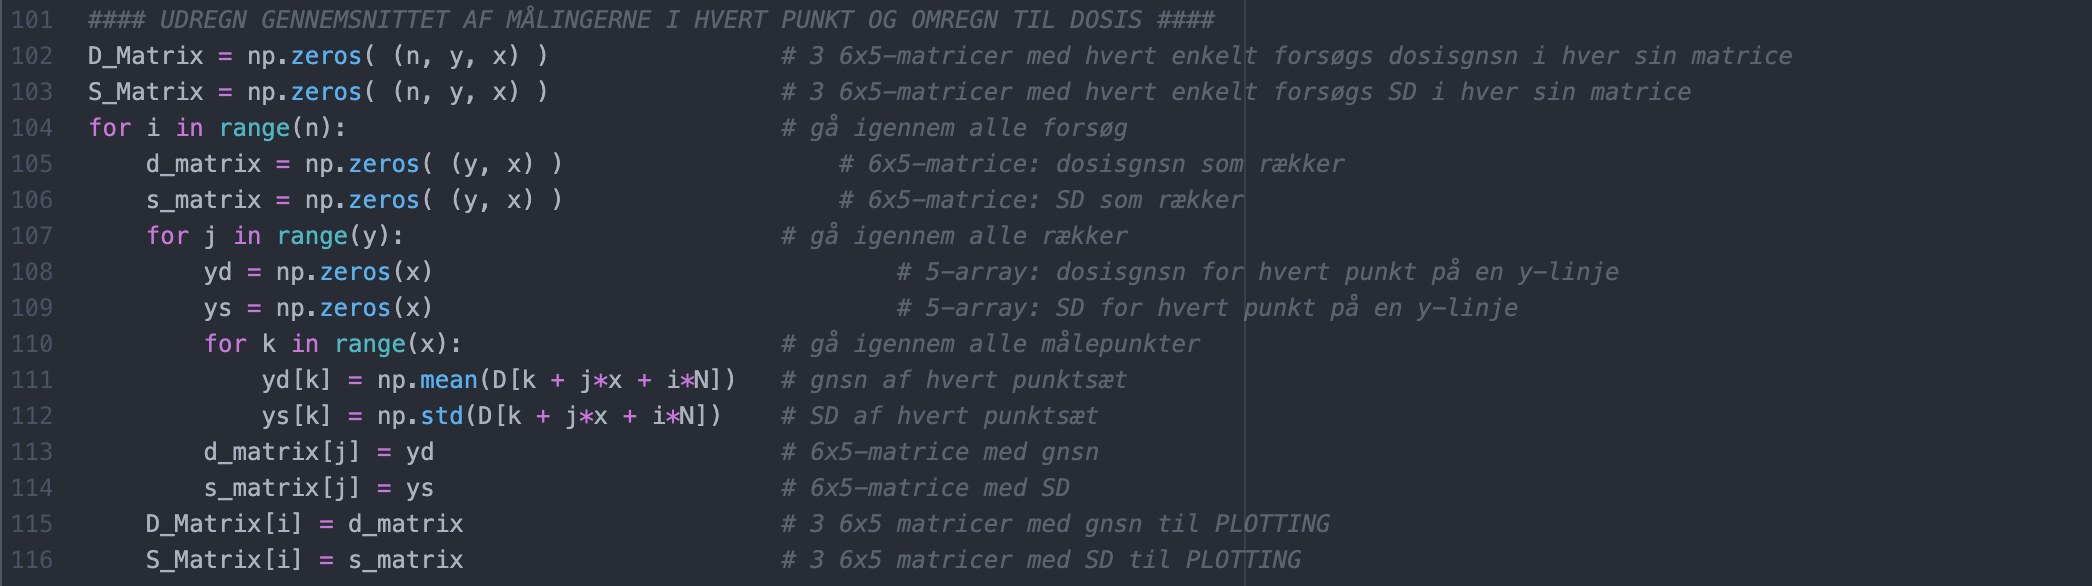 101 #### UDREGN GENNEMSNITTET AF MÅLINGERNE I HVERT PUNKT OG OMREGN TIL DOSIS ####
102 D_Matrix = np.zeros( (n, y, x) ) # 3 6x5-matricer med hvert enkelt forsøgs dosisgnsn i hver sin matrice
103 S_Matrix = np.zeros( (n, y, x) ) # 3 6x5-matricer med hvert enkelt forsøgs SD i hver sin matrice
104 for i in range(n): # gå igennem alle forsøg
105 d_matrix = np.zeros( (y, x) ) # 6x5-matrice: dosisgnsn som rækker
106 s_matrix = np.zeros( (y, x) ) # 6x5-matrice: SD som rækker
107 for j in range(y): # gå igennem alle rækker
108 yd = np.zeros(x) # 5-array: dosisgnsn for hvert punkt på en y-linje
109 ys = np.zeros(x) # 5-array: SD for hvert punkt på en y-linje
110 for k in range(x): # gå igennem alle målepunkter
111 yd[k] = np.mean(D[k + j*x + i*N]) # gnsn af hvert punktsæt
112 ys[k] = np.std(D[k + j*x + i*N]) # SD af hvert punktsæt
113 d_matrix[j] = yd # 6x5-matrice med gnsn
114 s_matrix[j] = ys # 6x5-matrice med SD
115 D_Matrix[i] = d_matrix # 3 6x5 matricer med gnsn til PLOTTING
116 S_Matrix[i] = s_matrix # 3 6x5 matricer med SD til PLOTTING